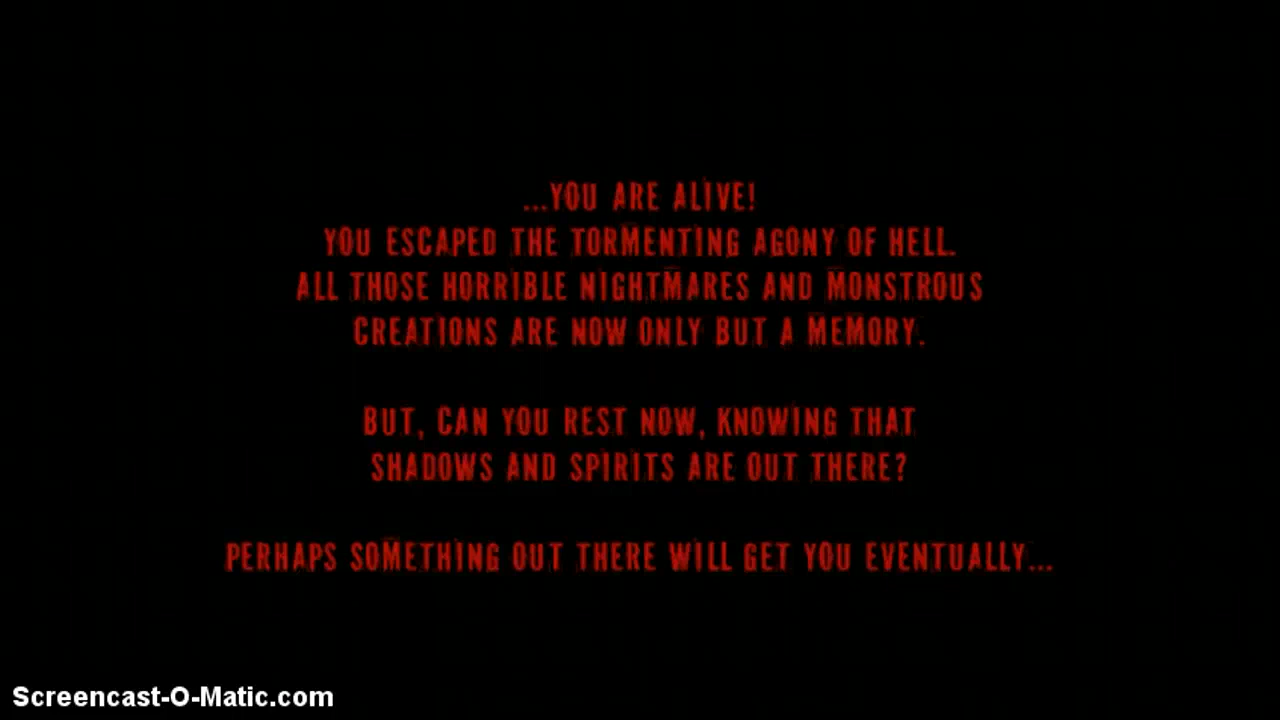 ...YOU ARE ALIVE!
YOU ESCAPED THE TORMENTING AGONY OF HELL.
ALL THOSE HORRIBLE NIGHTMARES AND MONSTROUS
CREATIONS ARE NOW ONLY BUT A MEMORY.
BUT, CAN YOU REST NOW, KNOWING THAT
SHADOWS AND SPIRITS ARE OUT THERE?
PERHAPS SOMETHING OUT THERE WILL GET YOU EVENTUALLY...
Screencast-O-Matic.com